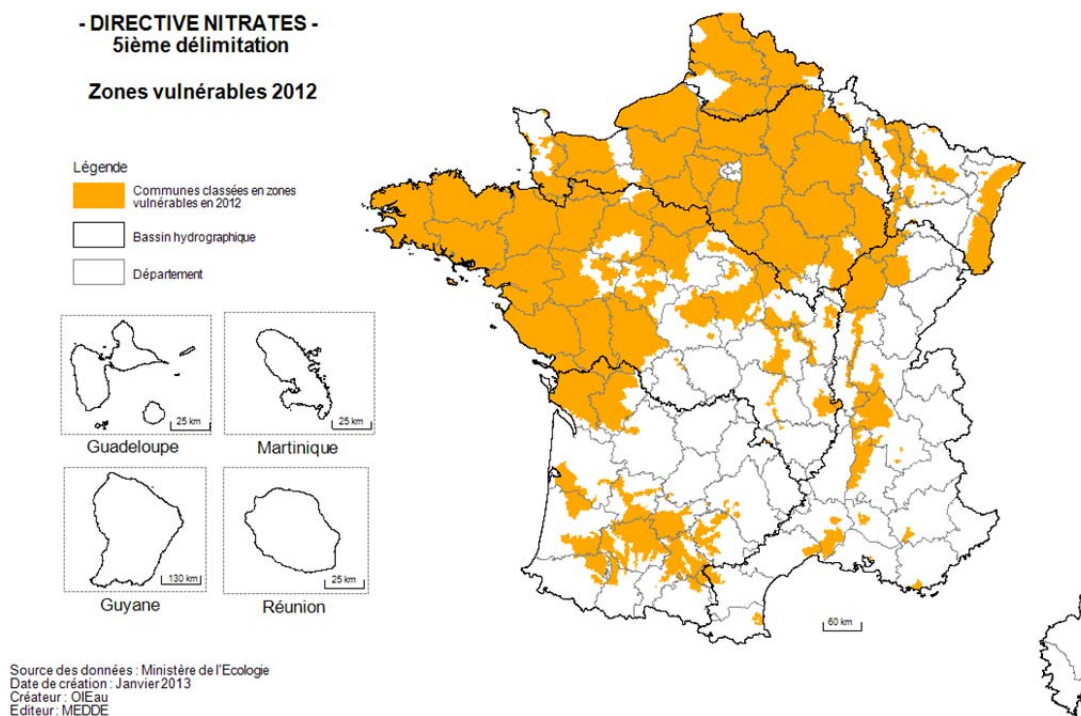 - DIRECTIVE NITRATES -
5ième délimitation
Zones vulnérables 2012
Légende
Communes classées en zones
vulnérables en 2012
Bassin hydrographique
Département
25 km
Guadeloupe
25 km
Martinique
130 km
Guyane
25 km
Réunion
60 km
Source des données : Ministère de l'Ecologie
Date de création : Janvier 2013
Créateur : OIEau
Editeur : MEDDE